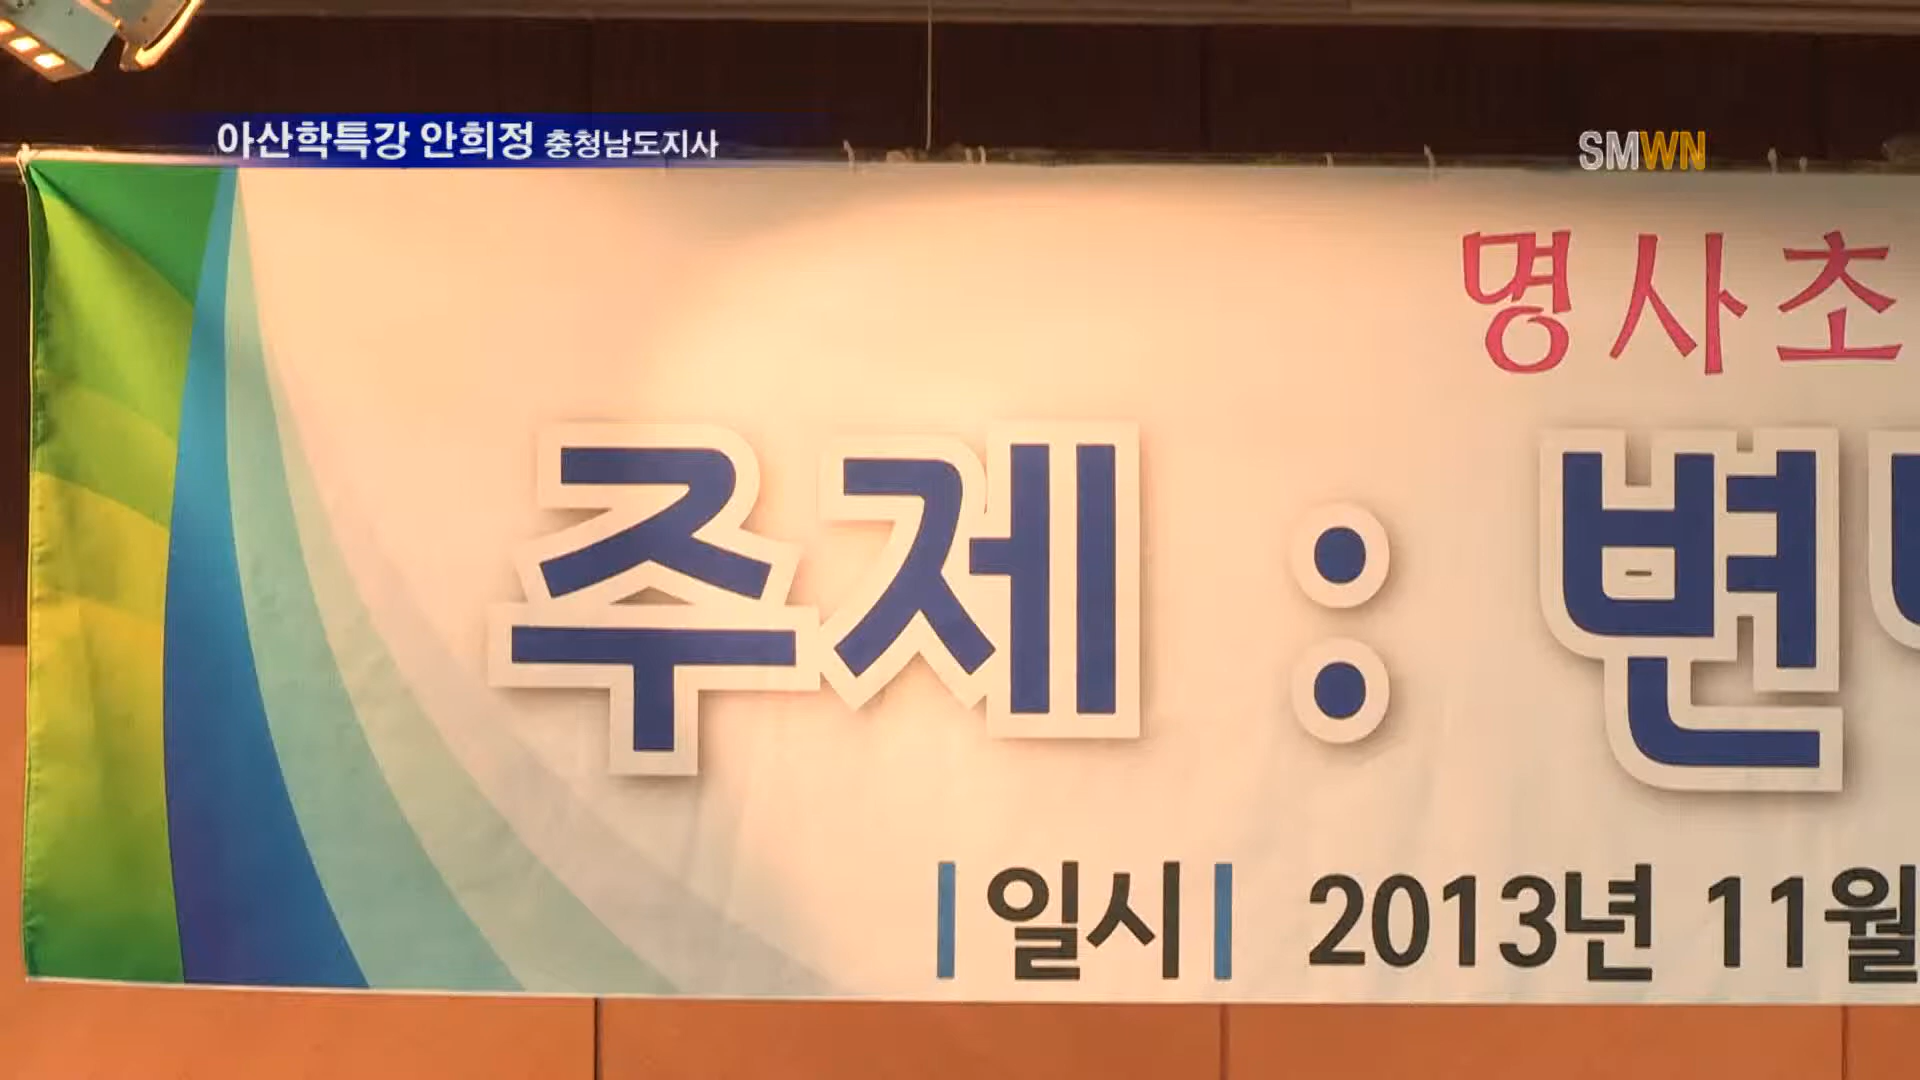 아산학특강 안희정 충청남도지사
SMWN
명사초
주제 : 변
|일시| 2013년 11월